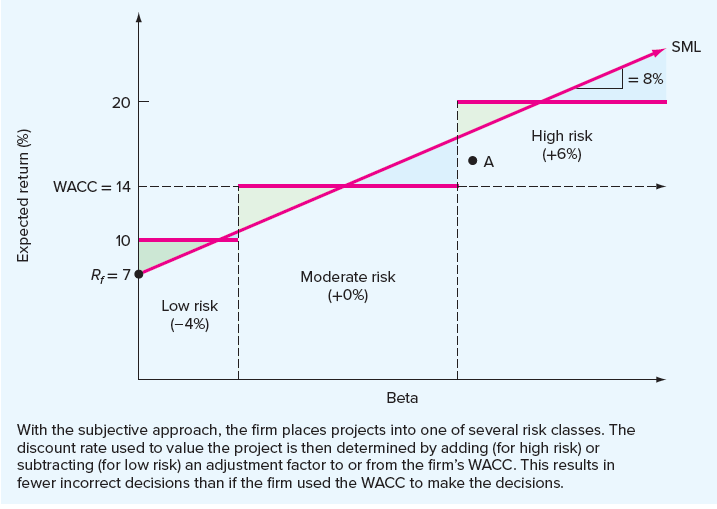 SML
= 8%
20
High risk
(+6%)
A
Expected return (%)
WACC = 14
10
Rf = 7
Moderate risk
(+0%)
Low risk
(−4%)
Beta
With the subjective approach, the firm places projects into one of several risk classes. The
discount rate used to value the project is then determined by adding (for high risk) or
subtracting (for low risk) an adjustment factor to or from the firm’s WACC. This results in
fewer incorrect decisions than if the firm used the WACC to make the decisions.